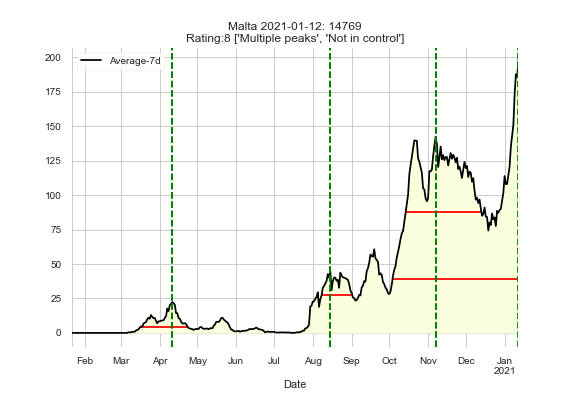 Malta 2021-01-12: 14769
Rating:8 ['Multiple peaks', 'Not in control']
Average-7d
200
175
150
125
100
75
50
25
0
Feb Mar Apr May Jun Jul Aug Sep Oct Nov Dec Jan
2021
Date